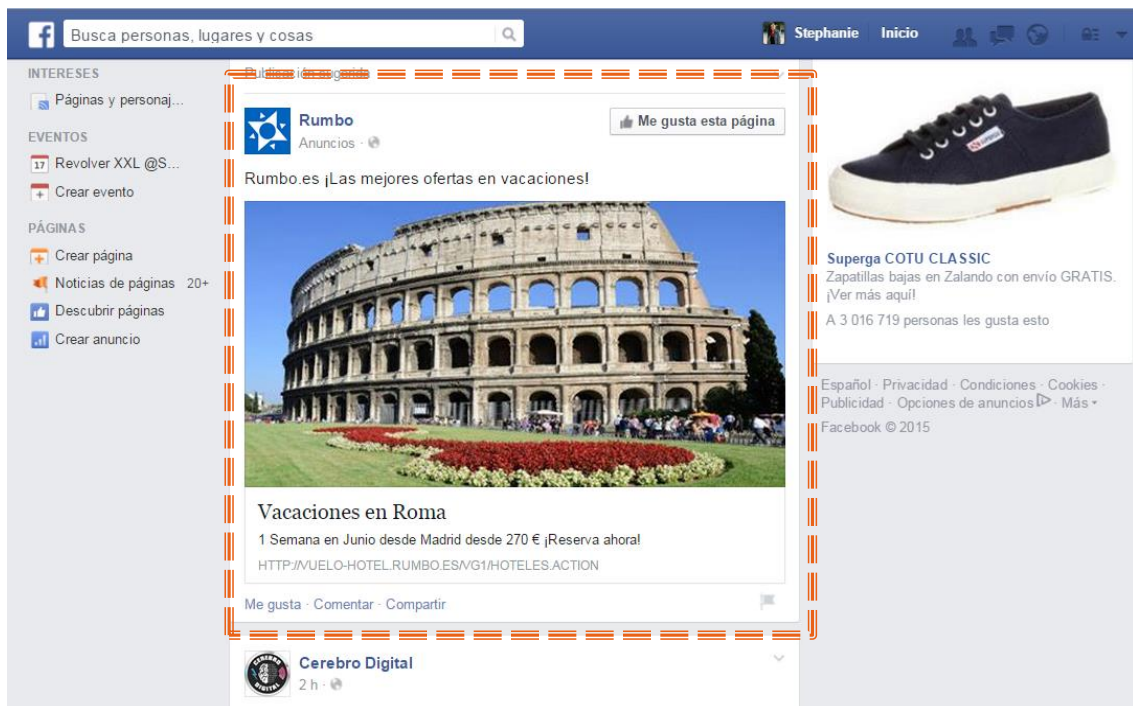 Busca personas, lugares y cosas
Stephanie Inicio
INTERESES
Páginas y personaj...
EVENTOS
17 Revolver XXL @S...
Crear evento
PÁGINAS
Crear página
Noticias de páginas 20+
Descubrir páginas
Crear anuncio
Publicación sugerida
Rumbo
Anuncios ·
Me gusta esta página
Rumbo.es ¡Las mejores ofertas en vacaciones!
Vacaciones en Roma
1 Semana en Junio desde Madrid desde 270 € ¡Reserva ahora!
HTTP://VUELO-HOTEL.RUMBO.ES/VG1/HOTELES.ACTION
Me gusta · Comentar · Compartir
CEREBRO DIGITAL
Cerebro Digital
2 h ·
SUPERGA
Superga COTU CLASSIC
Zapatillas bajas en Zalando con envío GRATIS.
¡Ver más aquí!
A 3 016 719 personas les gusta esto
Español · Privacidad · Condiciones · Cookies ·
Publicidad · Opciones de anuncios · Más
Facebook © 2015